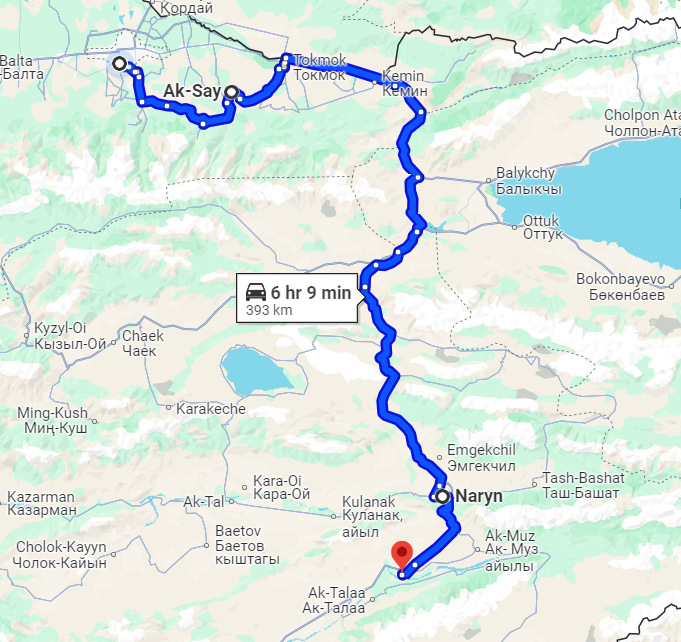 Кордай
Balta
-Балта
Tokmok
Токмок
Ak-Say
Kemin
Кемин
Cholpon Ata
Чолпон-Ата
Balykchy
Балыкчы
Ottuk
Оттук
Bokonbayevo
Бөкөнбаев
6 hr 9 min
393 km
Kyzyl-Oi
Кызыл-Ой
Chaek
Чаек
Ming-Kush
Миң-Куш
Karakeche
Emgekchil
Эмгекчил
Kara-Oi
Кара-Ой
Tash-Bashat
Таш-Башат
Naryn
Kazarman
Казарман
Ak-Tal
Kulanak
Куланак,
айыл
Baetov
Баетов
кыштагы
Cholok-Kayyn
Чолок-Кайын
Ak-Muz
Ак- Муз
айылы
Ak-Talaa
Ак-Талаа